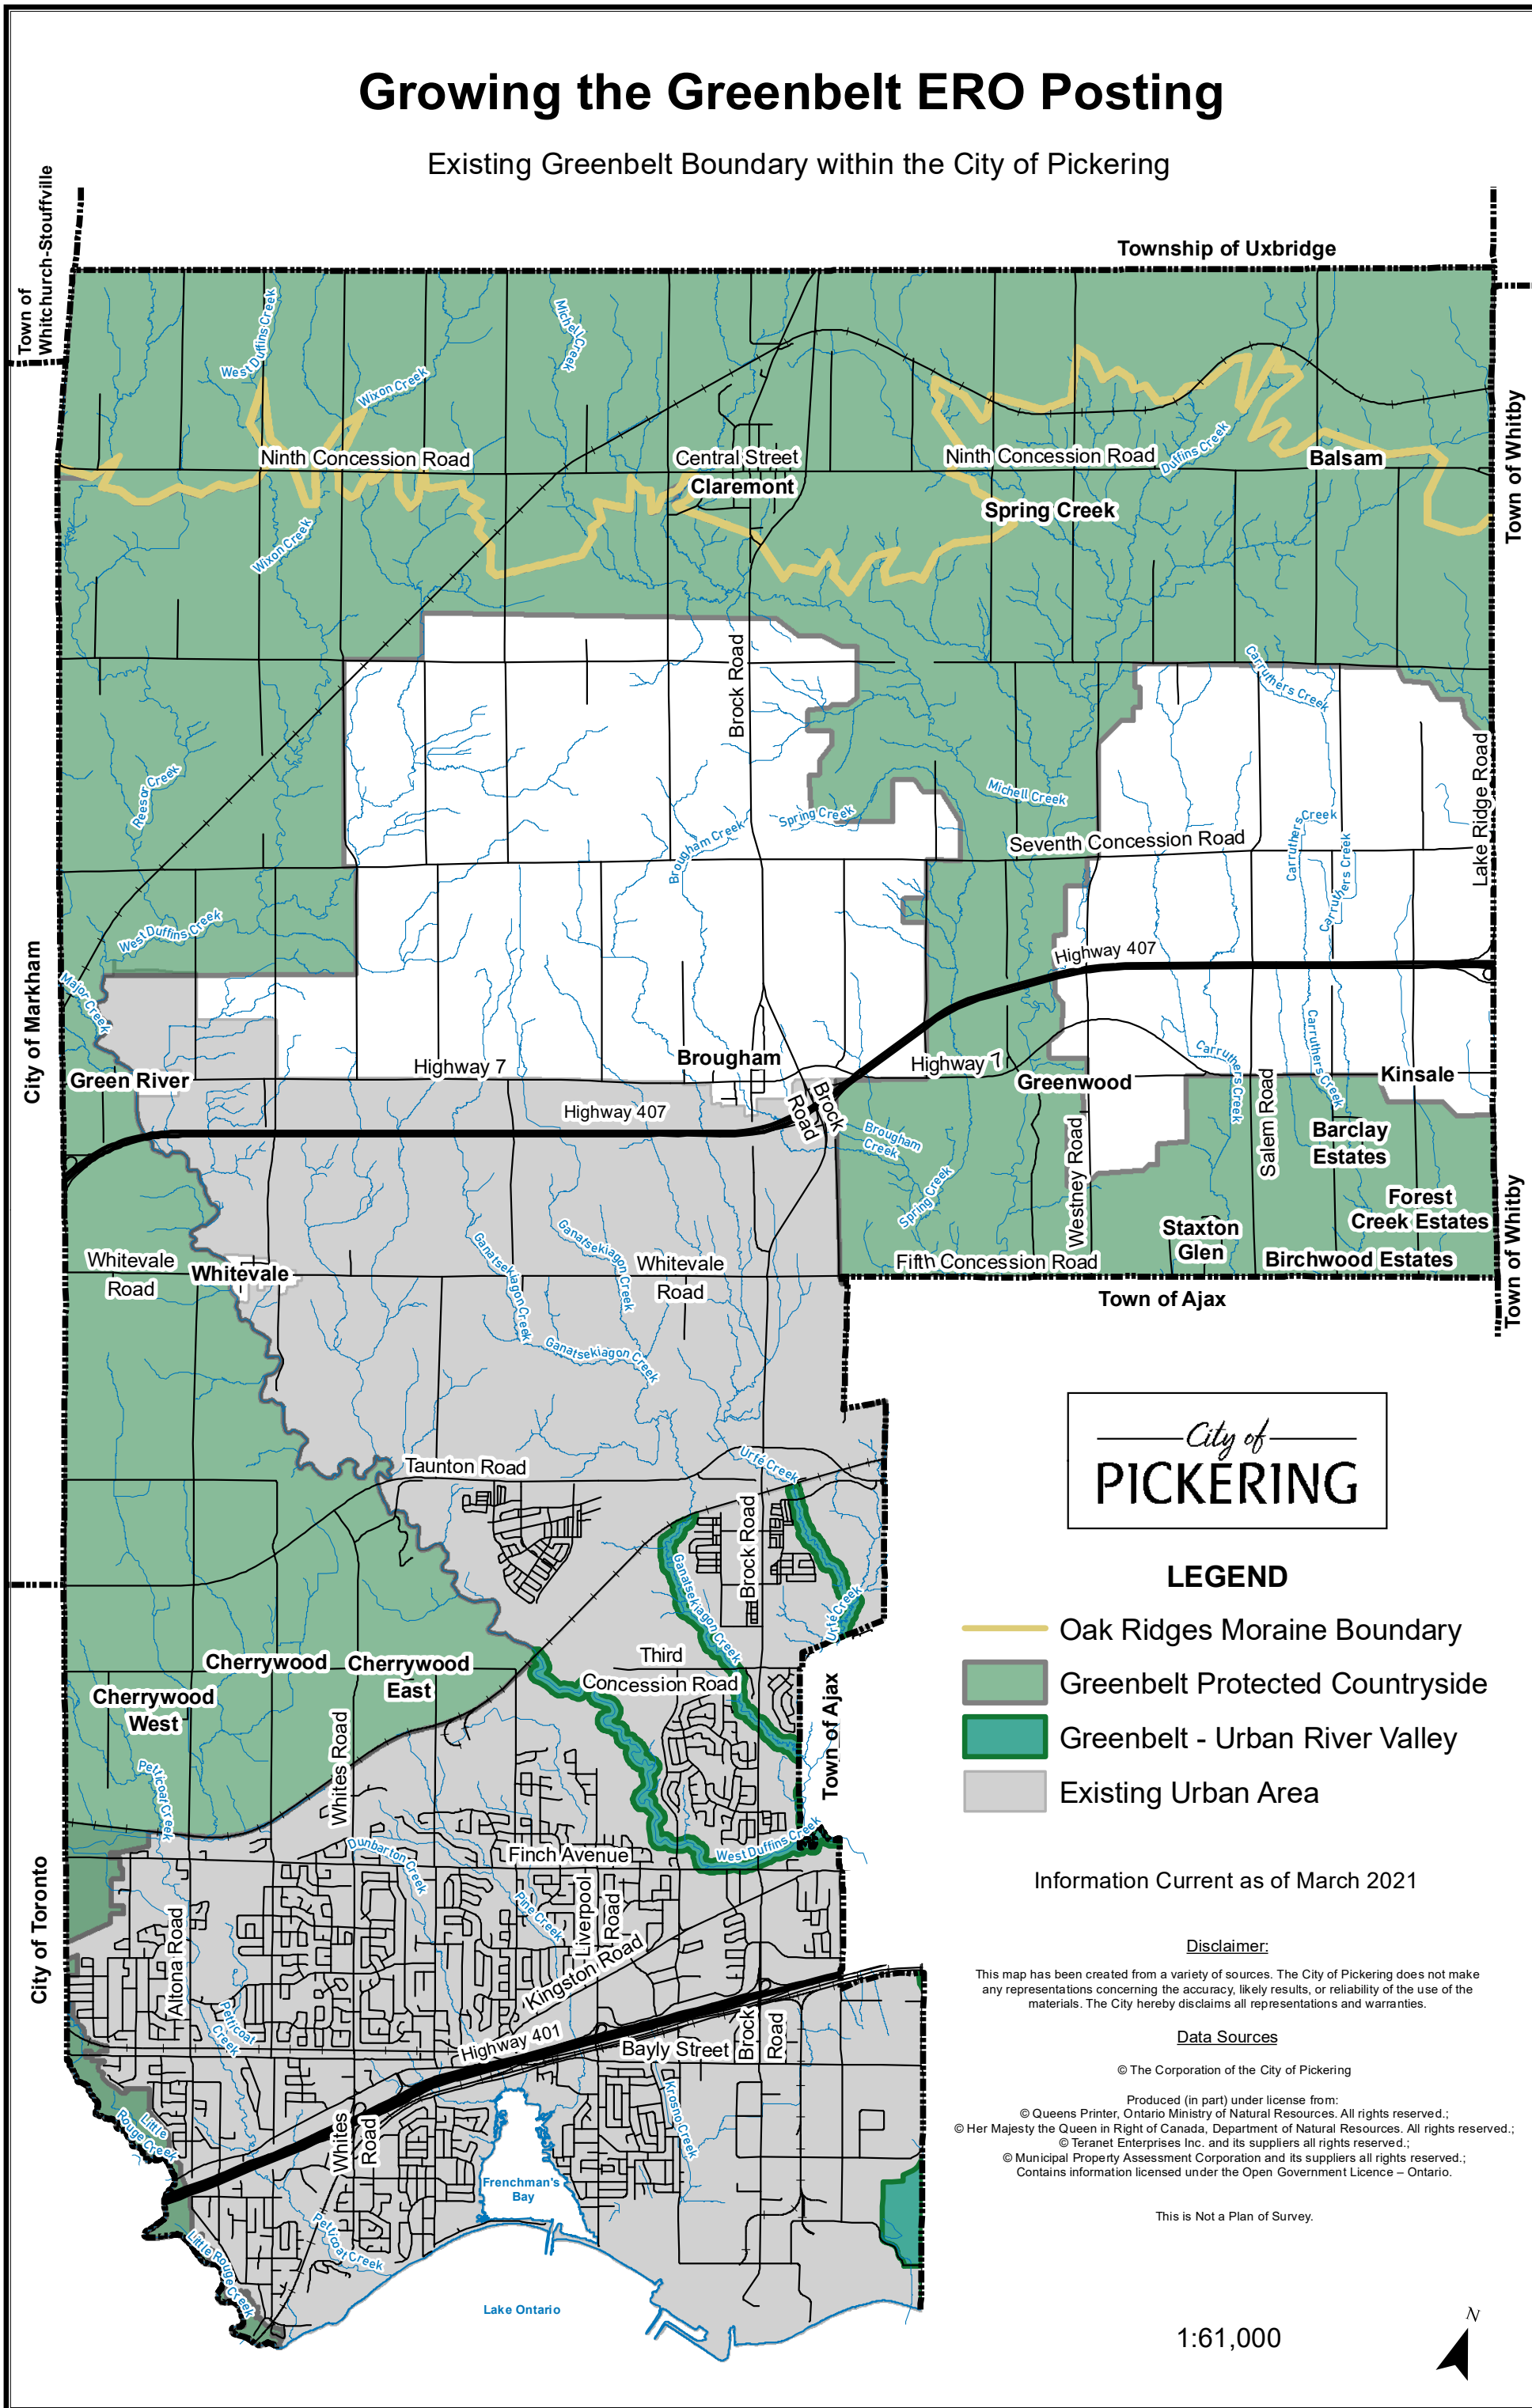 Growing the Greenbelt ERO Posting
Existing Greenbelt Boundary within the City of Pickering
Town of
Whitchurch-Stouffville
Township of Uxbridge
West Duffins Creek
Wixon Creek
Michell Creek
Ninth Concession Road
Central Street
Claremont
Ninth Concession Road
Duffins Creek
Balsam
Spring Creek
Town of Whitby
Wixon Creek
Brock Road
Carruthers Creek
Lake Ridge Road
Reesor Creek
Michell Creek
Spring Creek
Brougham Creek
Seventh Concession Road
Carruthers Creek
Carruthers Creek
West Duffins Creek
Highway 407
City of Markham
Major Creek
Highway 7
Brougham
Highway 7
Green River
Greenwood
Carruthers Creek
Carruthers Creek
Kinsale
Highway 407
Brock
Road
Brougham
Creek
Spring Creek
Westney Road
Salem Road
Barclay
Estates
Forest
Creek Estates
Staxton
Glen
Birchwood Estates
Town of Whitby
Whitevale
Road
Whitevale
Ganatsekiagon Creek
Ganatsekiagon Creek
Whitevale
Road
Fifth Concession Road
Town of Ajax
Ganatsekiagon Creek
City of
PICKERING
Taunton Road
Urfé Creek
Brock Road
Ganatsekiagon Creek
Urfé Creek
LEGEND
Oak Ridges Moraine Boundary
Greenbelt Protected Countryside
Greenbelt - Urban River Valley
Existing Urban Area
Cherrywood
Cherrywood
East
Cherrywood
West
Third
Concession Road
Town of Ajax
Whites Road
Petticoat Creek
Dunbarton Creek
Finch Avenue
West Duffins Creek
Information Current as of March 2021
City of Toronto
Altona Road
Pine Creek
Liverpool
Road
Kingston Road
Petticoat
Creek
Highway 401
Bayly Street
Brock
Road
Disclaimer:
This map has been created from a variety of sources. The City of Pickering does not make
any representations concerning the accuracy, likely results, or reliability of the use of the
materials. The City hereby disclaims all representations and warranties.
Data Sources
© The Corporation of the City of Pickering
Produced (in part) under license from:
© Queens Printer, Ontario Ministry of Natural Resources. All rights reserved.;
© Her Majesty the Queen in Right of Canada, Department of Natural Resources. All rights reserved.;
© Teranet Enterprises Inc. and its suppliers all rights reserved.;
© Municipal Property Assessment Corporation and its suppliers all rights reserved.;
Contains information licensed under the Open Government Licence – Ontario.
This is Not a Plan of Survey.
Little
Rouge Creek
Whites
Road
Krosno Creek
Frenchman's
Bay
Petticoat Creek
Little Rouge Creek
Lake Ontario
1:61,000
N